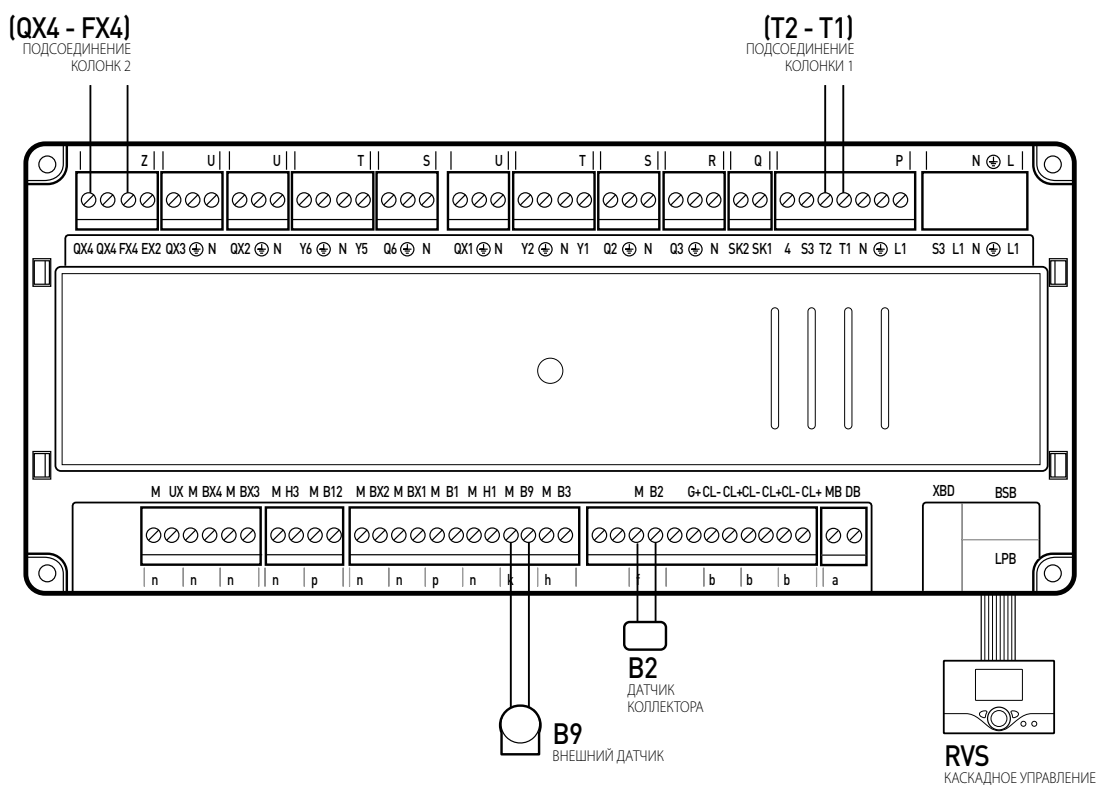 (QX4 - FX4)
ПОДСОЕДИНЕНИЕ
КОЛОНК 2
(T2 - T1)
ПОДСОЕДИНЕНИЕ
КОЛОНКИ 1
Z U U T S U T S R Q P N L
QX4 QX4 FX4 EX2 QX3 N QX2 N Y6 N Y5 Q6 N QX1 N Y2 N Y1 Q2 N Q3 N SK2 SK1 4 S3 T2 T1 N L1 S3 L1 N L1
M UX M BX4 M BX3 M H3 M B12 M BX2 M BX1 M B1 M H1 M B9 M B3 M B2 G+ CL- CL+ CL- CL+ CL- CL+ MB DB XBD BSB
LPB
n n n n p n n p n k h f b b b a
B2
ДАТЧИК
КОЛЛЕКТОРА
B9
ВНЕШНИЙ ДАТЧИК
RVS
КАСКАДНОЕ УПРАВЛЕНИЕ